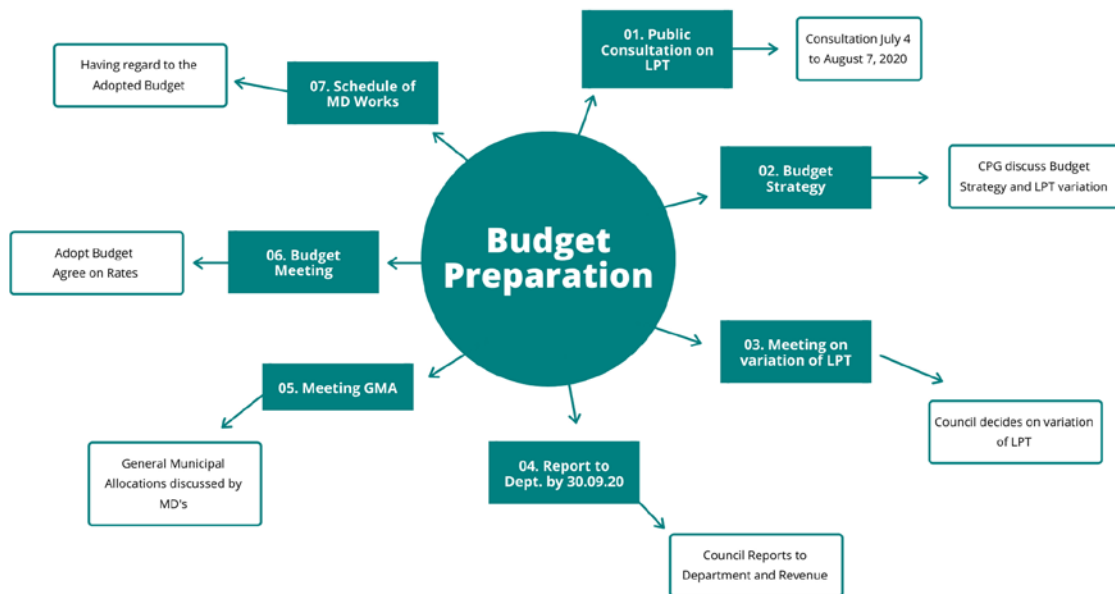 Budget
Preparation
01. Public
Consultation on
LPT
Consultation July 4
to August 7, 2020
02. Budget
Strategy
CPG discuss Budget
Strategy and LPT variation
03. Meeting on
variation of LPT
Council decides on variation
of LPT
04. Report to
Dept. by 30.09.20
Council Reports to
Department and Revenue
05. Meeting GMA
General Municipal
Allocations discussed by
MD's
06. Budget
Meeting
Adopt Budget
Agree on Rates
07. Schedule of
MD Works
Having regard to the
Adopted Budget